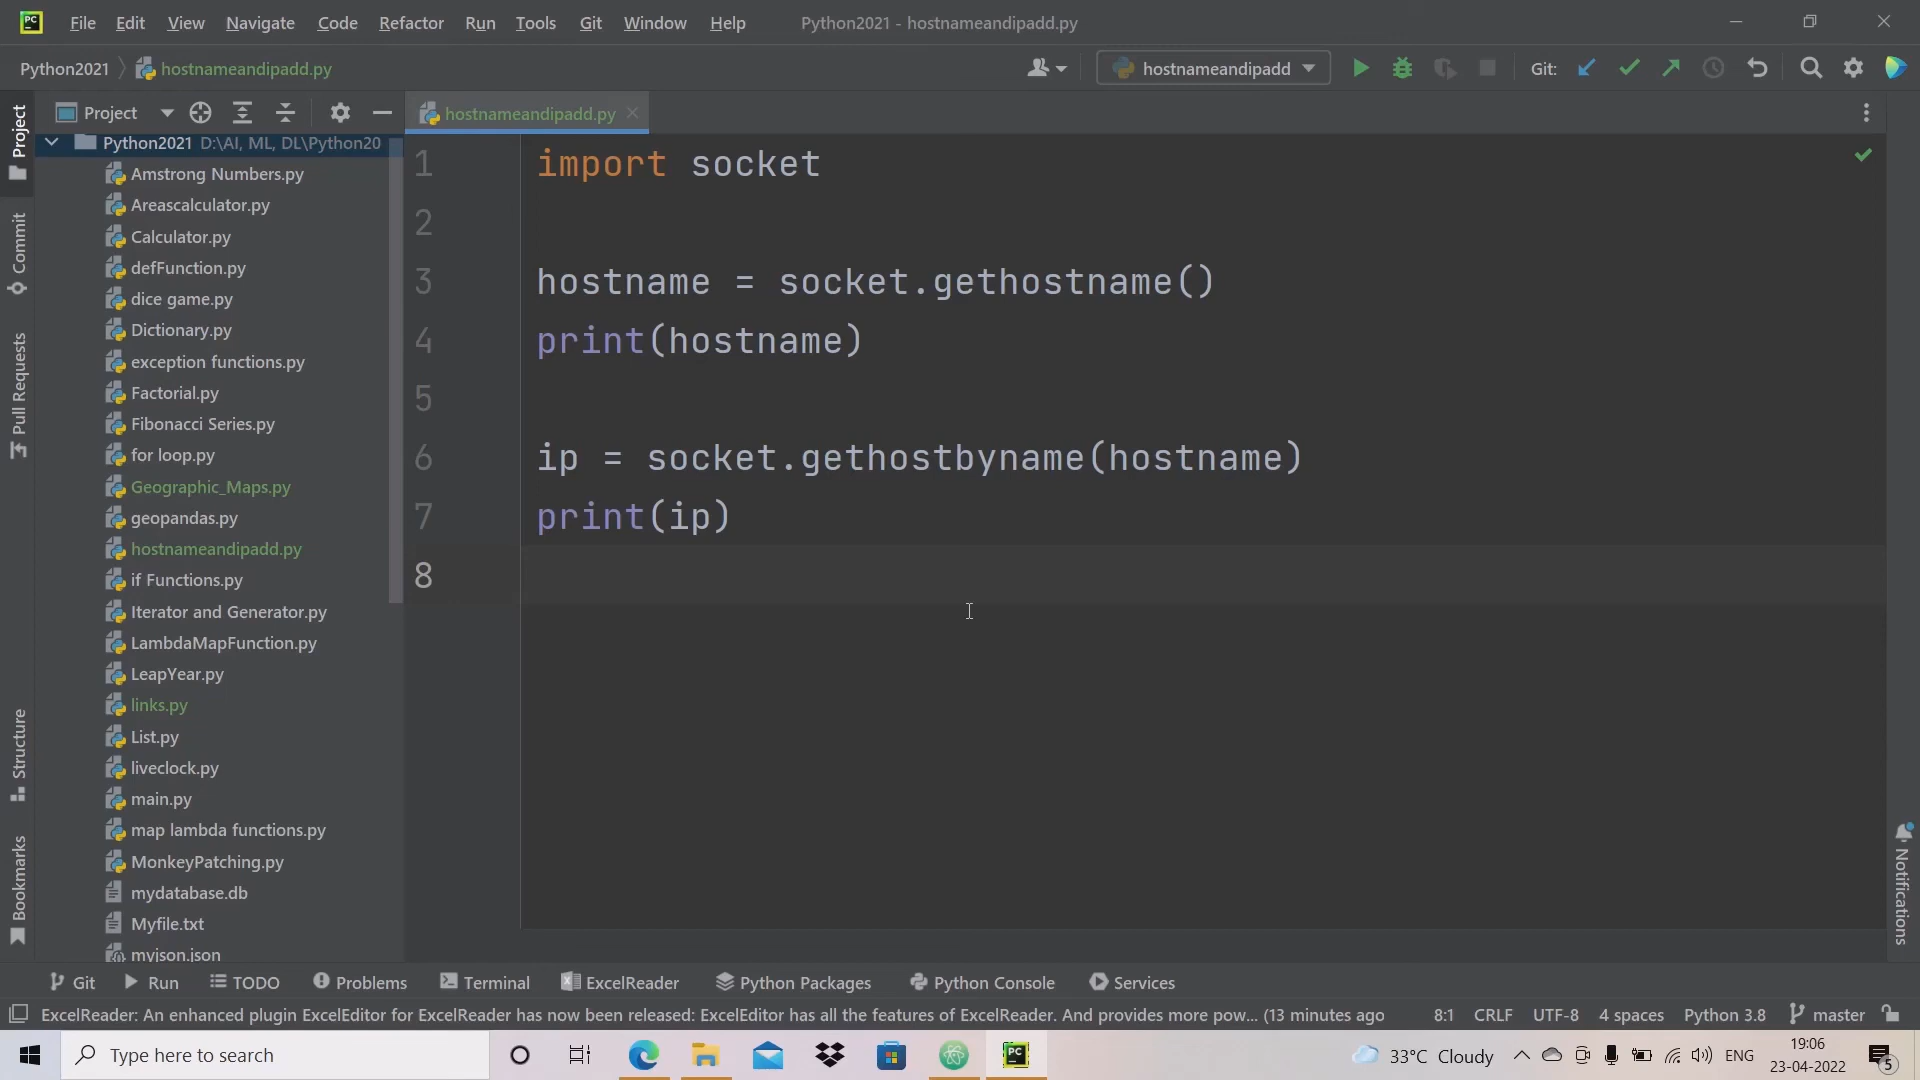 PC File Edit View Navigate Code Refactor Run Tools Git Window Help Python2021 - hostnameandipadd.py
Python2021 hostnameandipadd.py hostnameandipadd Git:
Project hostnameandipadd.py
Python2021 D:\AI, ML, DL\Python20
Amstrong Numbers.py
Areascalculator.py
Calculator.py
defFunction.py
dice game.py
Dictionary.py
exception functions.py
Factorial.py
Fibonacci Series.py
for loop.py
Geographic_Maps.py
geopandas.py
hostnameandipadd.py
if Functions.py
Iterator and Generator.py
LambdaMapFunction.py
LeapYear.py
links.py
List.py
liveclock.py
main.py
map lambda functions.py
MonkeyPatching.py
mydatabase.db
Myfile.txt
myjson.json
Project
Commit
Pull Requests
Structure
Bookmarks
1 import socket
2
3 hostname = socket.gethostname()
4 print(hostname)
5
6 ip = socket.gethostbyname(hostname)
7 print(ip)
8
Notifications
Git Run TODO Problems Terminal ExcelReader Python Packages Python Console Services
ExcelReader: An enhanced plugin ExcelEditor for ExcelReader has now been released: ExcelEditor has all the features of ExcelReader. And provides more pow... (13 minutes ago 8:1 CRLF UTF-8 4 spaces Python 3.8 master
Type here to search PC 33°C Cloudy ENG 19:06
23-04-2022 5